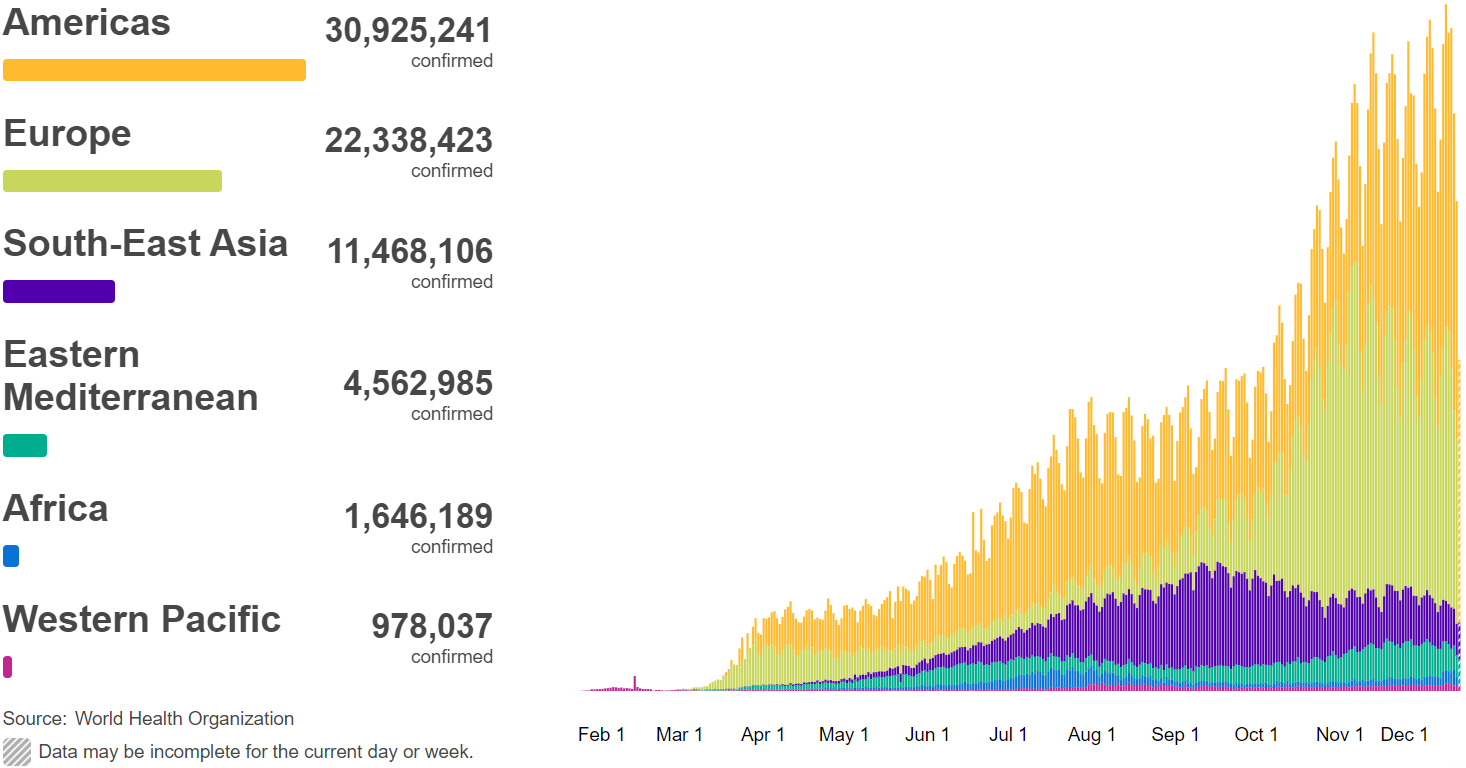 Americas
30,925,241
confirmed
Europe
22,338,423
confirmed
South-East Asia
11,468,106
confirmed
Eastern
Mediterranean
4,562,985
confirmed
Africa
1,646,189
confirmed
Western Pacific
978,037
confirmed
Source: World Health Organization
Data may be incomplete for the current day or week.
Feb 1 Mar 1 Apr 1 May 1 Jun 1 Jul 1 Aug 1 Sep 1 Oct 1 Nov 1 Dec 1